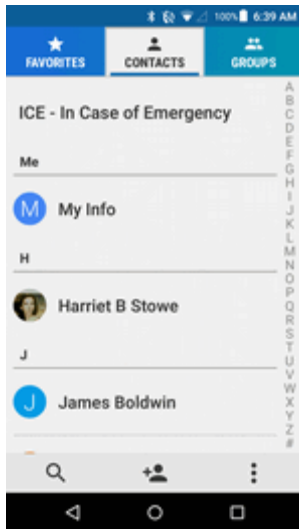 100% 6:39 AM
FAVORITES CONTACTS GROUPS
ICE - In Case of Emergency
Me
M My Info
H
Harriet B Stowe
J
J James Boldwin
A
B
C
D
E
F
G
H
I
J
K
L
M
N
O
P
Q
R
S
T
U
V
W
X
Y
Z
#